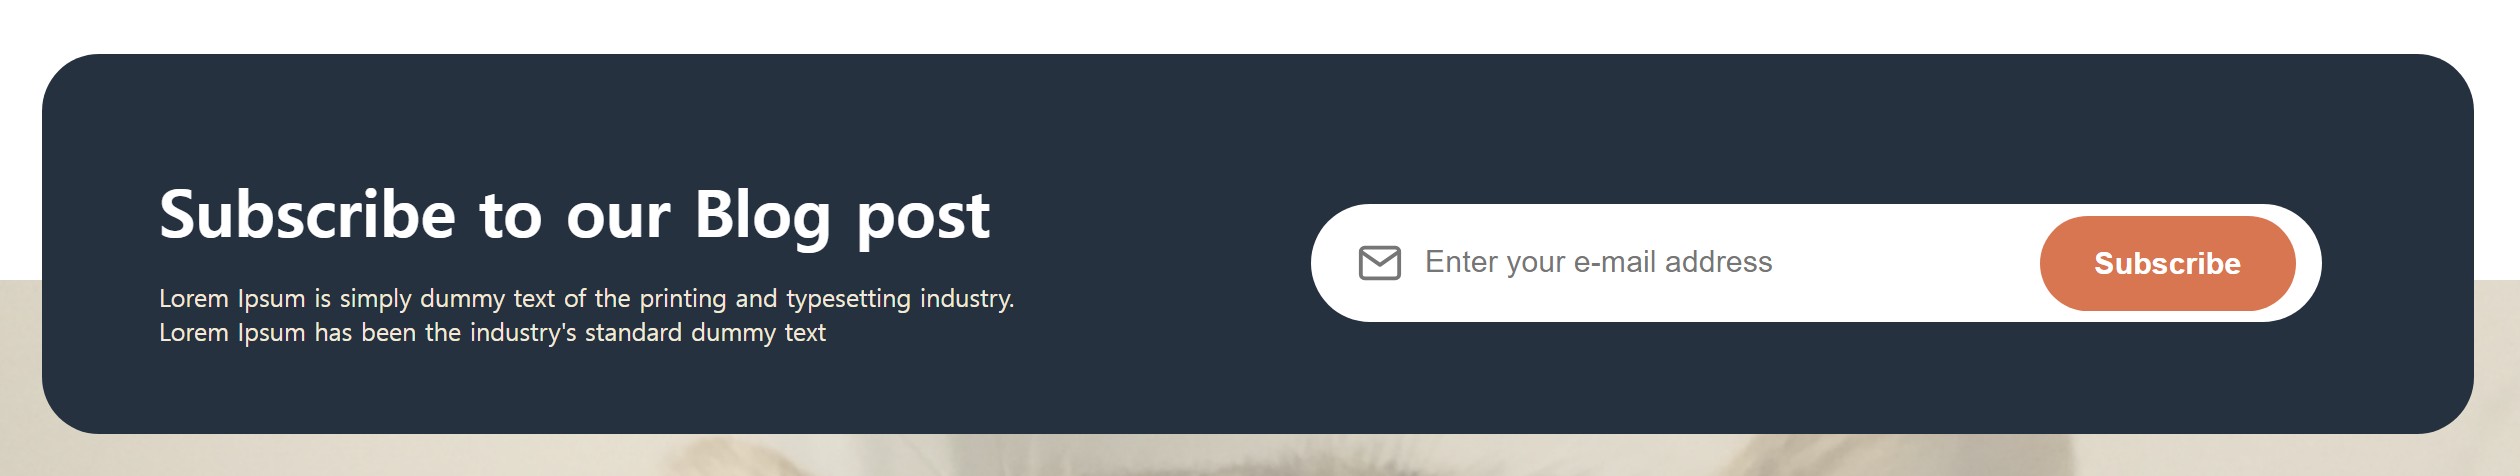 Subscribe to our Blog post
Lorem Ipsum is simply dummy text of the printing and typesetting industry.
Lorem Ipsum has been the industry's standard dummy text
Enter your e-mail address
Subscribe